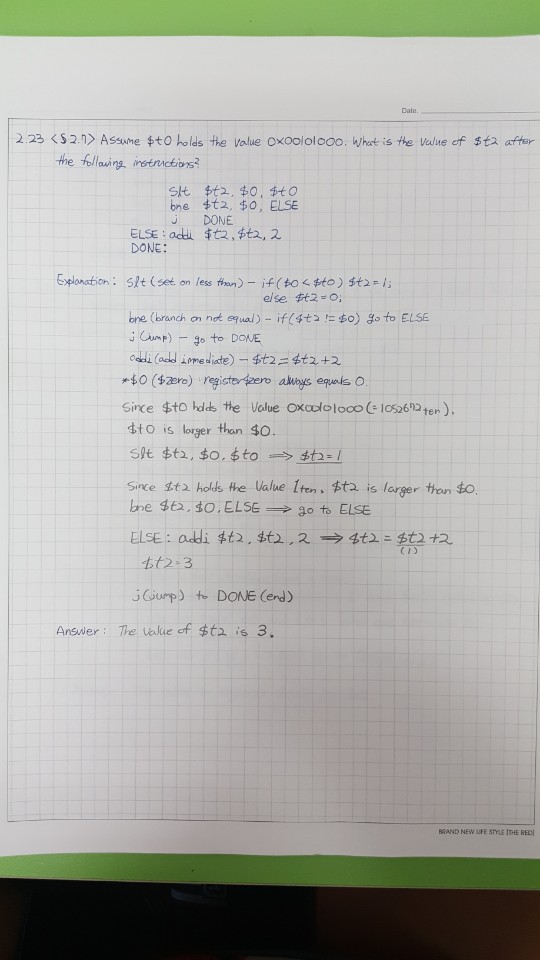 Date.
2.23 <§ 2.7> Assume $t0 holds the value 0x00101000. What is the value of $t2 after
the following instructions?
slt $t2, $0, $t0
bne $t2, $0, ELSE
j DONE
ELSE: addi $t2, $t2, 2
DONE:
Explanation: slt (set on less than) - if ($0 < $t0) $t2=1;
else $t2=0;
bne (branch on not equal) - if ($t2 != $0) go to ELSE
j (jump) - go to DONE
addi (add immediate) - $t2=$t2+2
*$0 ($zero) register zero always equals 0.
Since $t0 holds the value 0x00101000 (=1052672 ten),
$t0 is larger than $0.
slt $t2, $0, $t0 ⇒ $t2=1
Since $t2 holds the value 1ten, $t2 is larger than $0.
bne $t2, $0, ELSE ⇒ go to ELSE
ELSE: addi $t2, $t2, 2 ⇒ $t2 = $t2 +2
(1)
$t2=3
j (jump) to DONE (end)
Answer: The value of $t2 is 3.
BRAND NEW LIFE STYLE [THE RED]